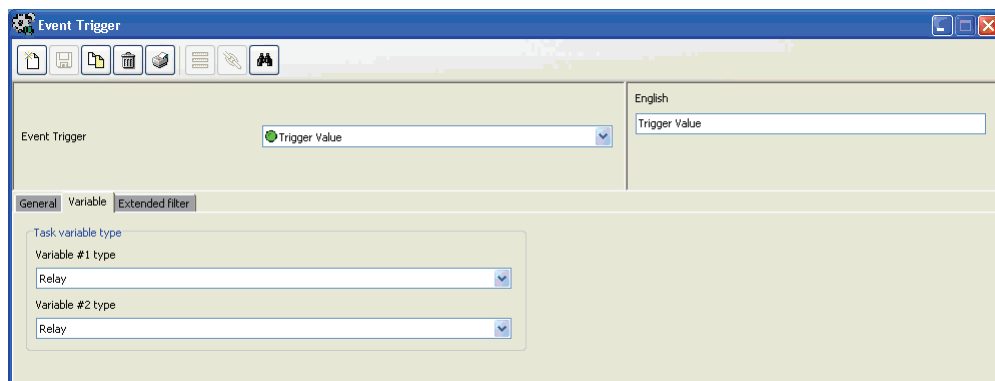 Event Trigger
English
Event Trigger
Trigger Value
Trigger Value
General
Variable
Extended filter
Task variable type
Variable #1 type
Relay
Variable #2 type
Relay